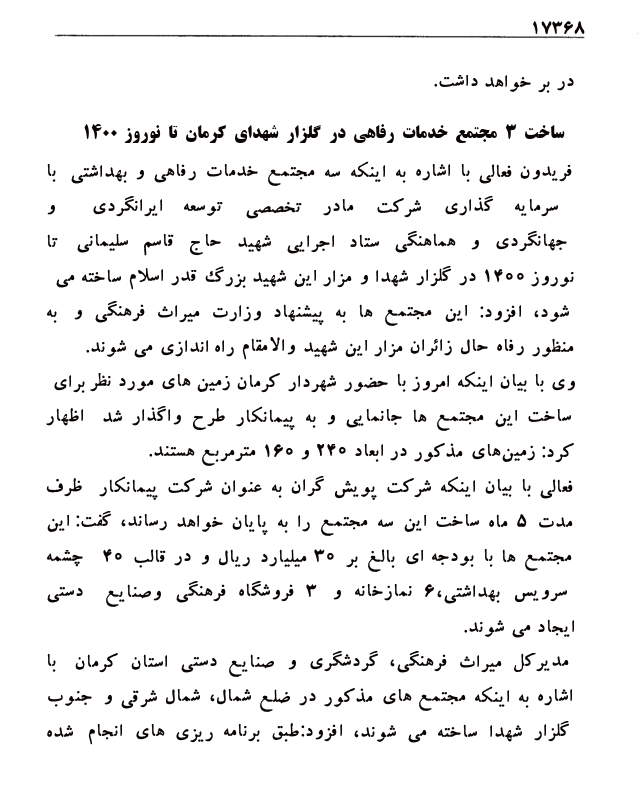 ۱۷۳۶۸
در بر خواهد داشت.
ساخت ۳ مجتمع خدمات رفاهی در گلزار شهدای کرمان تا نوروز ۱۴۰۰
فریدون فعالی با اشاره به اینکه سه مجتمع خدمات رفاهی و بهداشتی با
سرمایه گذاری شرکت مادر تخصصی توسعه ایرانگردی و
جهانگردی و هماهنگی ستاد اجرایی شهید حاج قاسم سلیمانی تا
نوروز ۱۴۰۰ در گلزار شهدا و مزار این شهید بزرگ قدر اسلام ساخته می
شود، افزود: این مجتمع ها به پیشنهاد وزارت میراث فرهنگی و به
منظور رفاه حال زائران مزار این شهید والامقام راه اندازی می شوند.
وی با بیان اینکه امروز با حضور شهردار کرمان زمین های مورد نظر برای
ساخت این مجتمع ها جانمایی و به پیمانکار طرح واگذار شد اظهار
کرد: زمین‌های مذکور در ابعاد ۲۴۰ و ۱۶۰ مترمربع هستند.
فعالی با بیان اینکه شرکت پویش گران به عنوان شرکت پیمانکار ظرف
مدت ۵ ماه ساخت این سه مجتمع را به پایان خواهد رساند، گفت: این
مجتمع ها با بودجه ای بالغ بر ۳۰ میلیارد ریال و در قالب ۴۰ چشمه
سرویس بهداشتی،۶ نمازخانه و ۳ فروشگاه فرهنگی وصنایع دستی
ایجاد می شوند.
مدیرکل میراث فرهنگی، گردشگری و صنایع دستی استان کرمان با
اشاره به اینکه مجتمع های مذکور در ضلع شمال، شمال شرقی و جنوب
گلزار شهدا ساخته می شوند، افزود:طبق برنامه ریزی های انجام شده